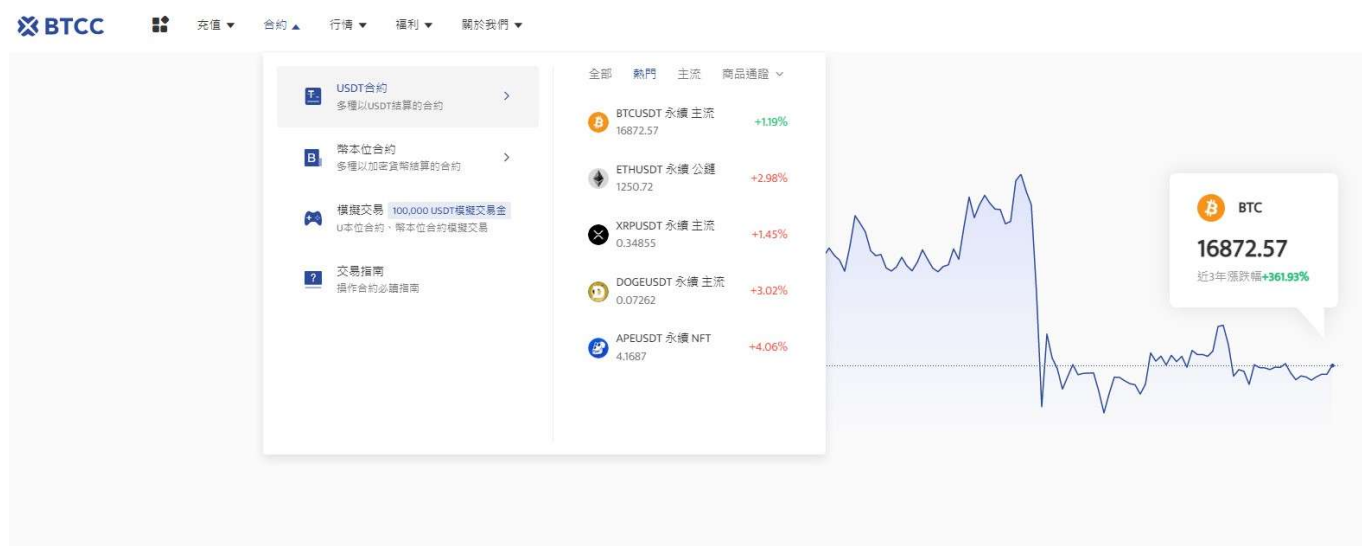 BTCC
充值 ▼ 合約 ▲ 行情 ▼ 福利 ▼ 關於我們 ▼
USDT合約
多種以USDT結算的合約
幣本位合約
多種以加密貨幣結算的合約
模擬交易 100,000 USDT模擬交易金
U本位合約、幣本位合約模擬交易
交易指南
操作合約必讀指南
全部 熱門 主流 商品通證
BTCUSDT 永續 主流
16872.57
+1.19%
ETHUSDT 永續 公鏈
1250.72
+2.98%
XRPUSDT 永續 主流
0.34855
+1.45%
DOGEUSDT 永續 主流
0.07262
+3.02%
APEUSDT 永續 NFT
4.1687
+4.06%
BTC
16872.57
近3年漲跌幅+361.93%